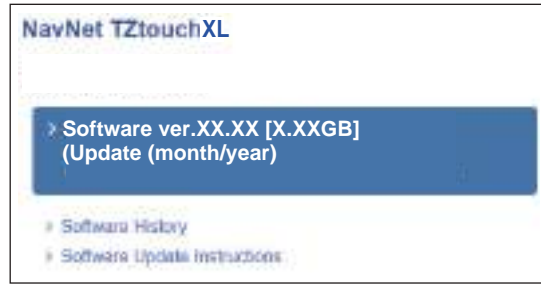 NavNet TZtouchXL
> Software ver.XX.XX [X.XXGB]
(Update (month/year)
Software History
Software Update Instructions